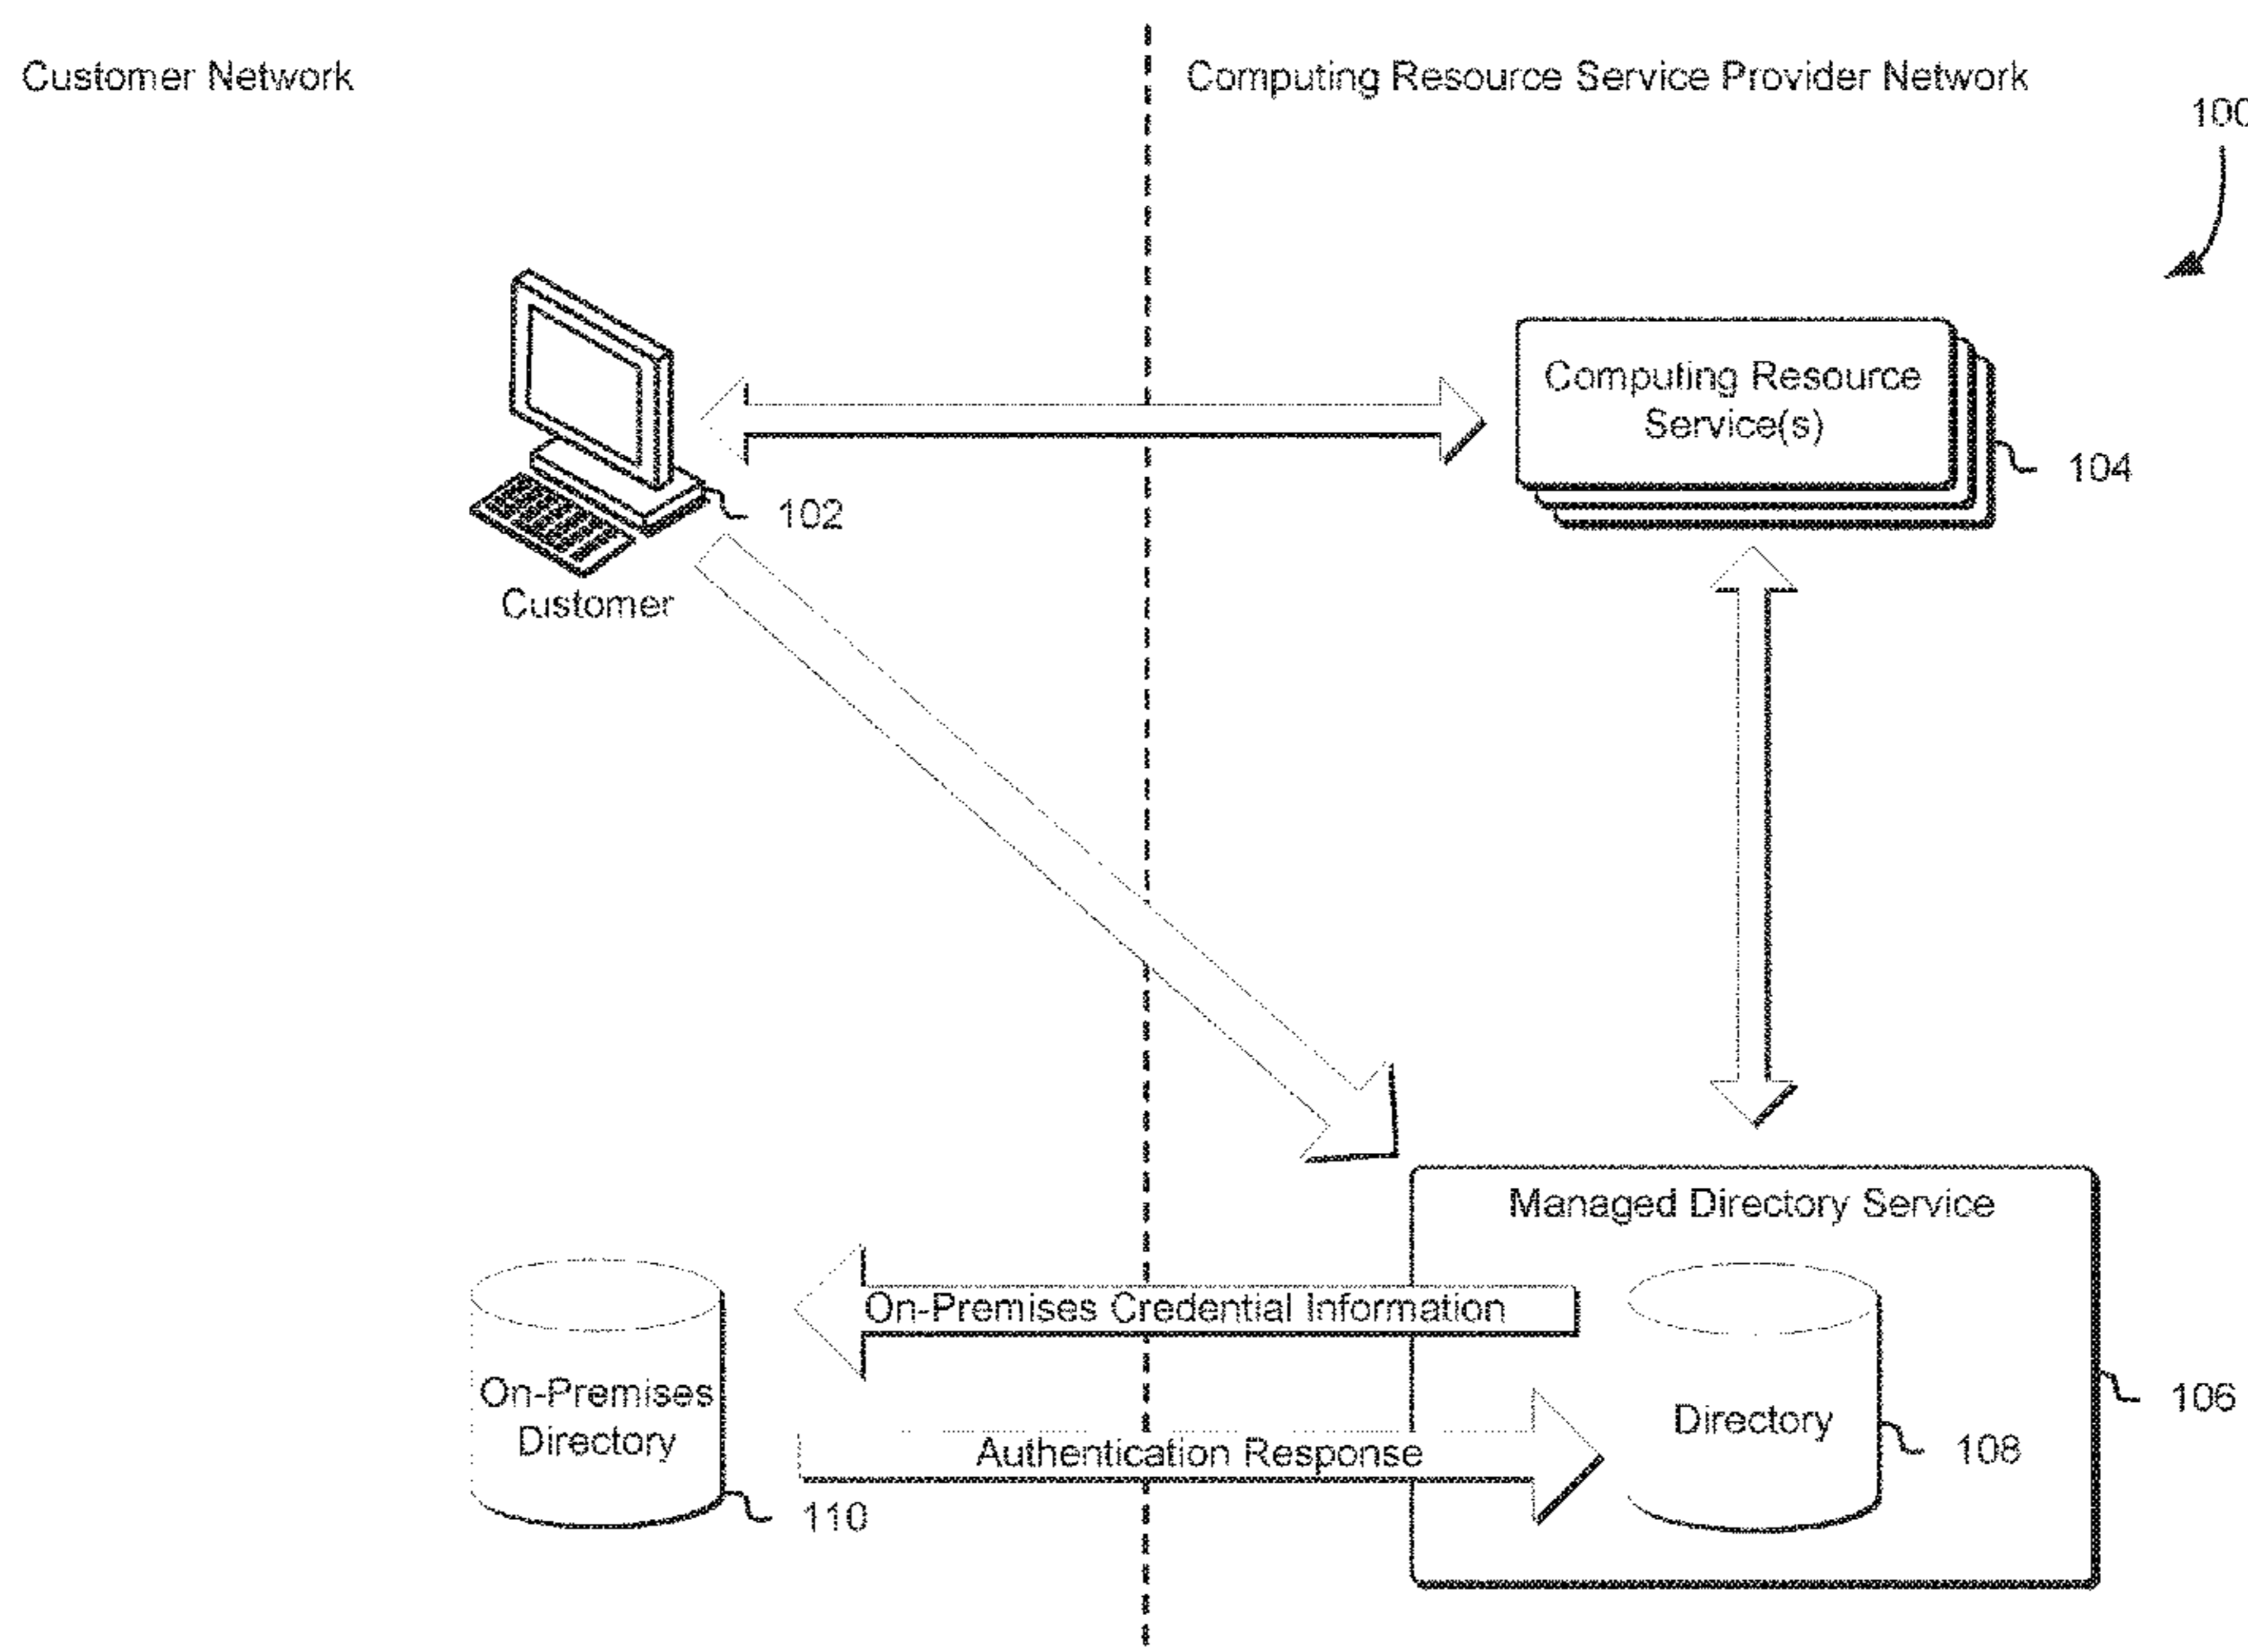 Customer Network
Computing Resource Service Provider Network
100
Computing Resource
Service(s)
104
102
Customer
Managed Directory Service
On-Premises Credential Information
On-Premises
Directory
Directory
106
Authentication Response
108
110